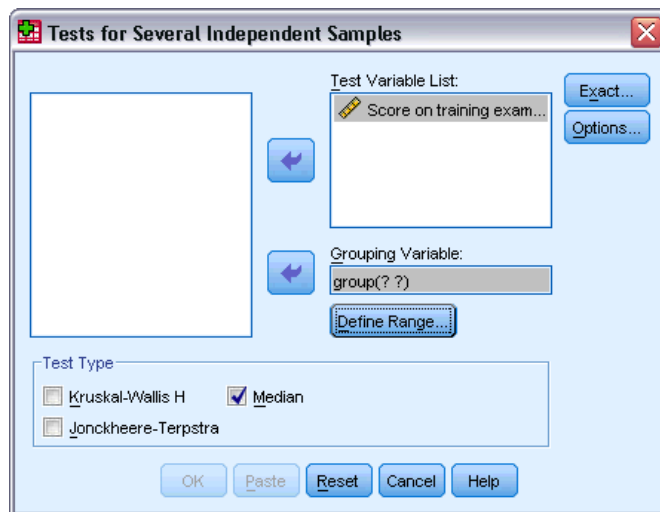 Tests for Several Independent Samples
Test Variable List:
Score on training exam...
Exact...
Options...
Grouping Variable:
group(? ?)
Define Range...
Test Type
Kruskal-Wallis H
Median
Jonckheere-Terpstra
OK
Paste
Reset
Cancel
Help